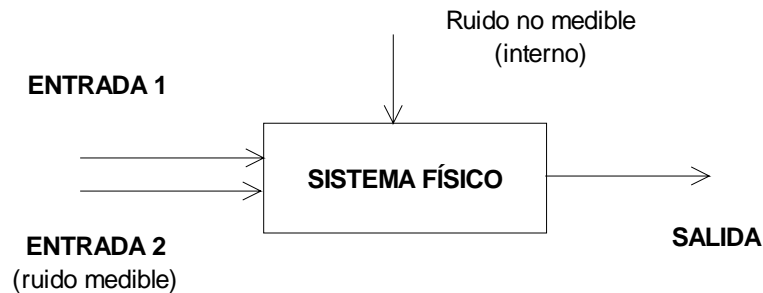 Ruido no medible
(interno)
ENTRADA 1
SISTEMA FÍSICO
ENTRADA 2
(ruido medible)
SALIDA